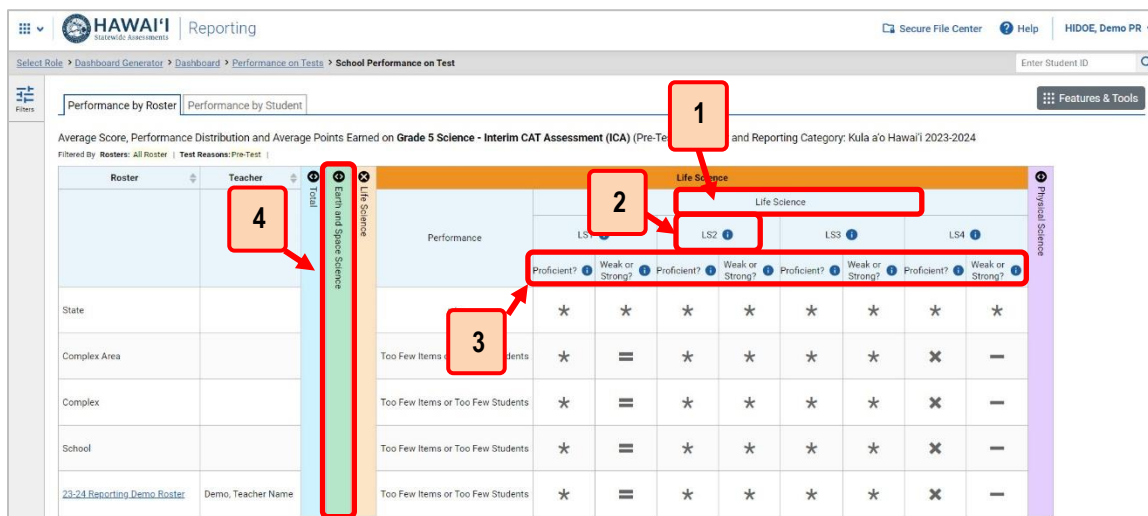 HAWAIʻI
Statewide Assessments
Reporting
Secure File Center
Help
HIDOE, Demo PR
Select Role > Dashboard Generator > Dashboard > Performance on Tests > School Performance on Test
Enter Student ID
Filters
Performance by Roster
Performance by Student
Features & Tools
1
Average Score, Performance Distribution and Average Points Earned on Grade 5 Science - Interim CAT Assessment (ICA) (Pre-Te and Reporting Category: Kula a'o Hawai'i 2023-2024
Filtered By Rosters: All Roster | Test Reasons:Pre-Test |
Roster
Teacher
Total
Earth and Space Science
Life Science
Life Science
Physical Science
4
2
Life Science
Performance
LS1
LS2
LS3
LS4
Proficient? Weak or Strong? Proficient? Weak or Strong? Proficient? Weak or Strong? Proficient? Weak or Strong?
3
State * * * * * * * *
Complex Area Too Few Items dents * = * * * * ✖ –
Complex Too Few Items or Too Few Students * = * * * * ✖ –
School Too Few Items or Too Few Students * = * * * * ✖ –
23-24 Reporting Demo Roster Demo, Teacher Name Too Few Items or Too Few Students * = * * * * ✖ –